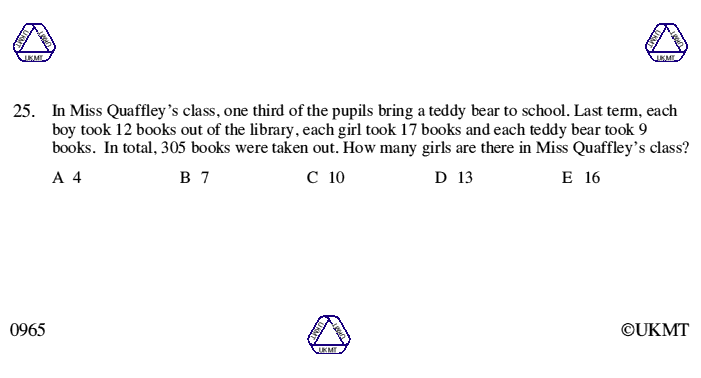 UKMT UKMT UKMT
UKMT UKMT UKMT
25. In Miss Quaffley's class, one third of the pupils bring a teddy bear to school. Last term, each
boy took 12 books out of the library, each girl took 17 books and each teddy bear took 9
books. In total, 305 books were taken out. How many girls are there in Miss Quaffley's class?
A 4 B 7 C 10 D 13 E 16
0965
UKMT UKMT UKMT
©UKMT